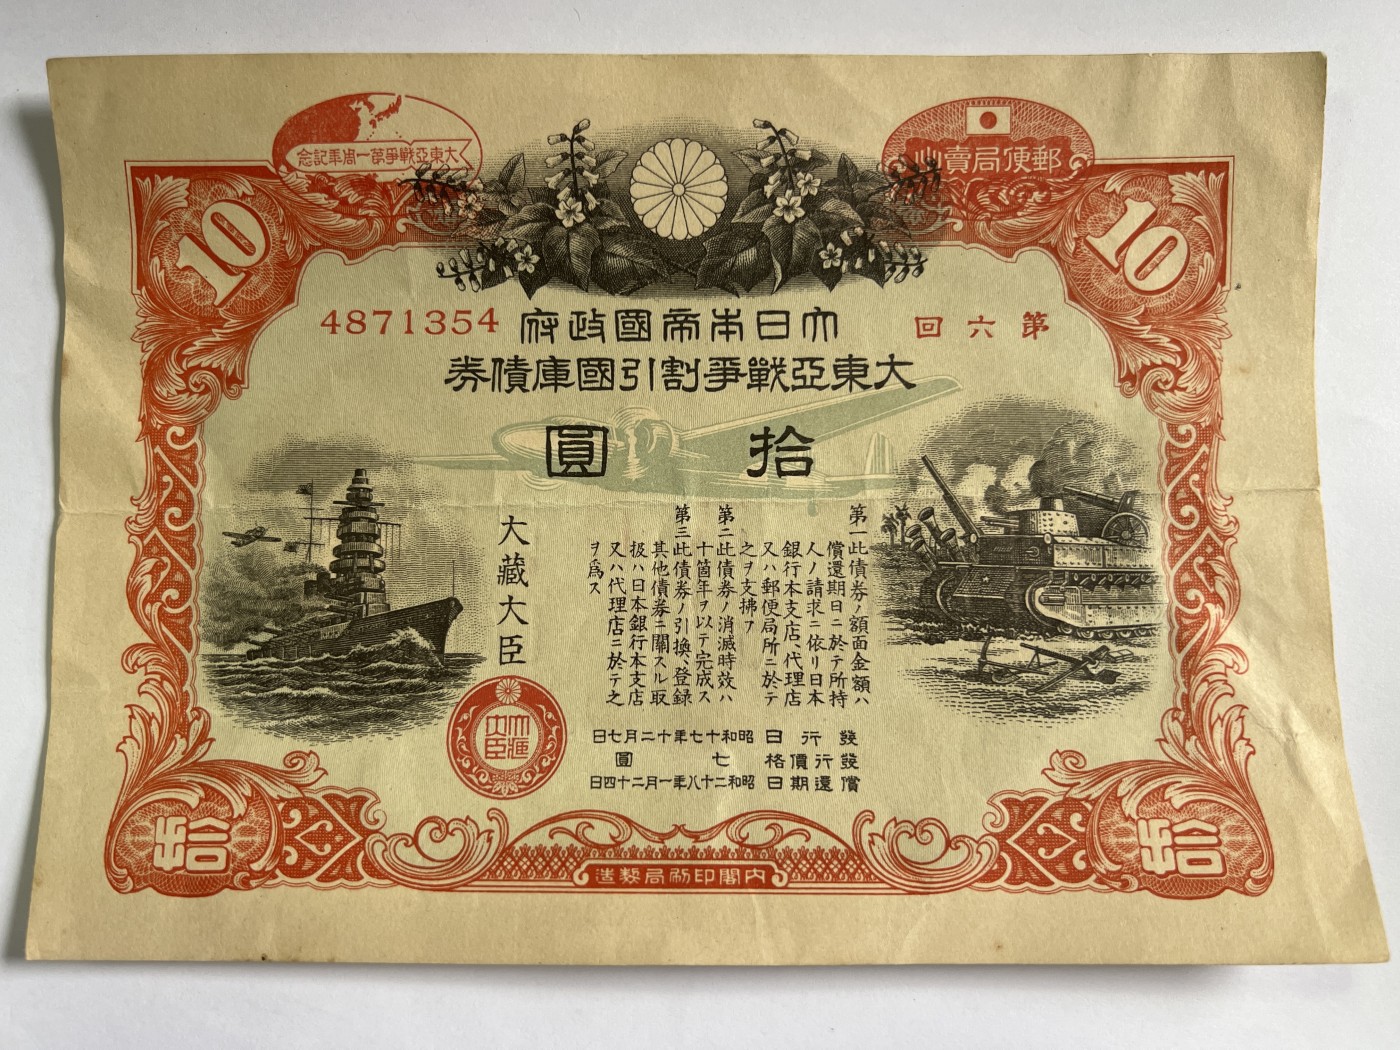 郵便局賣出
大東亞戰爭第一周年記念
10
10
第六回
4871354
大日本帝國政府
大東亞戰爭割引國庫債券
拾圓
第一此債券ノ額面金額ハ
償還期日ニ於テ所持
人ノ請求ニ依リ日本
銀行本支店、代理店
又ハ郵便局所ニ於テ
之ヲ支拂フ
第二此債券ノ消滅時效ハ
十箇年ヲ以テ完成ス
第三此債券ノ引換、登録
其他債券ニ關スル取
扱ハ日本銀行本支店
又ハ代理店ニ於テ之
ヲ爲ス
大藏大臣
大藏大臣
發行日 昭和十七年十二月七日
發行價格 七圓
償還期日 昭和二十八年一月二十四日
拾
拾
內閣印刷局製造